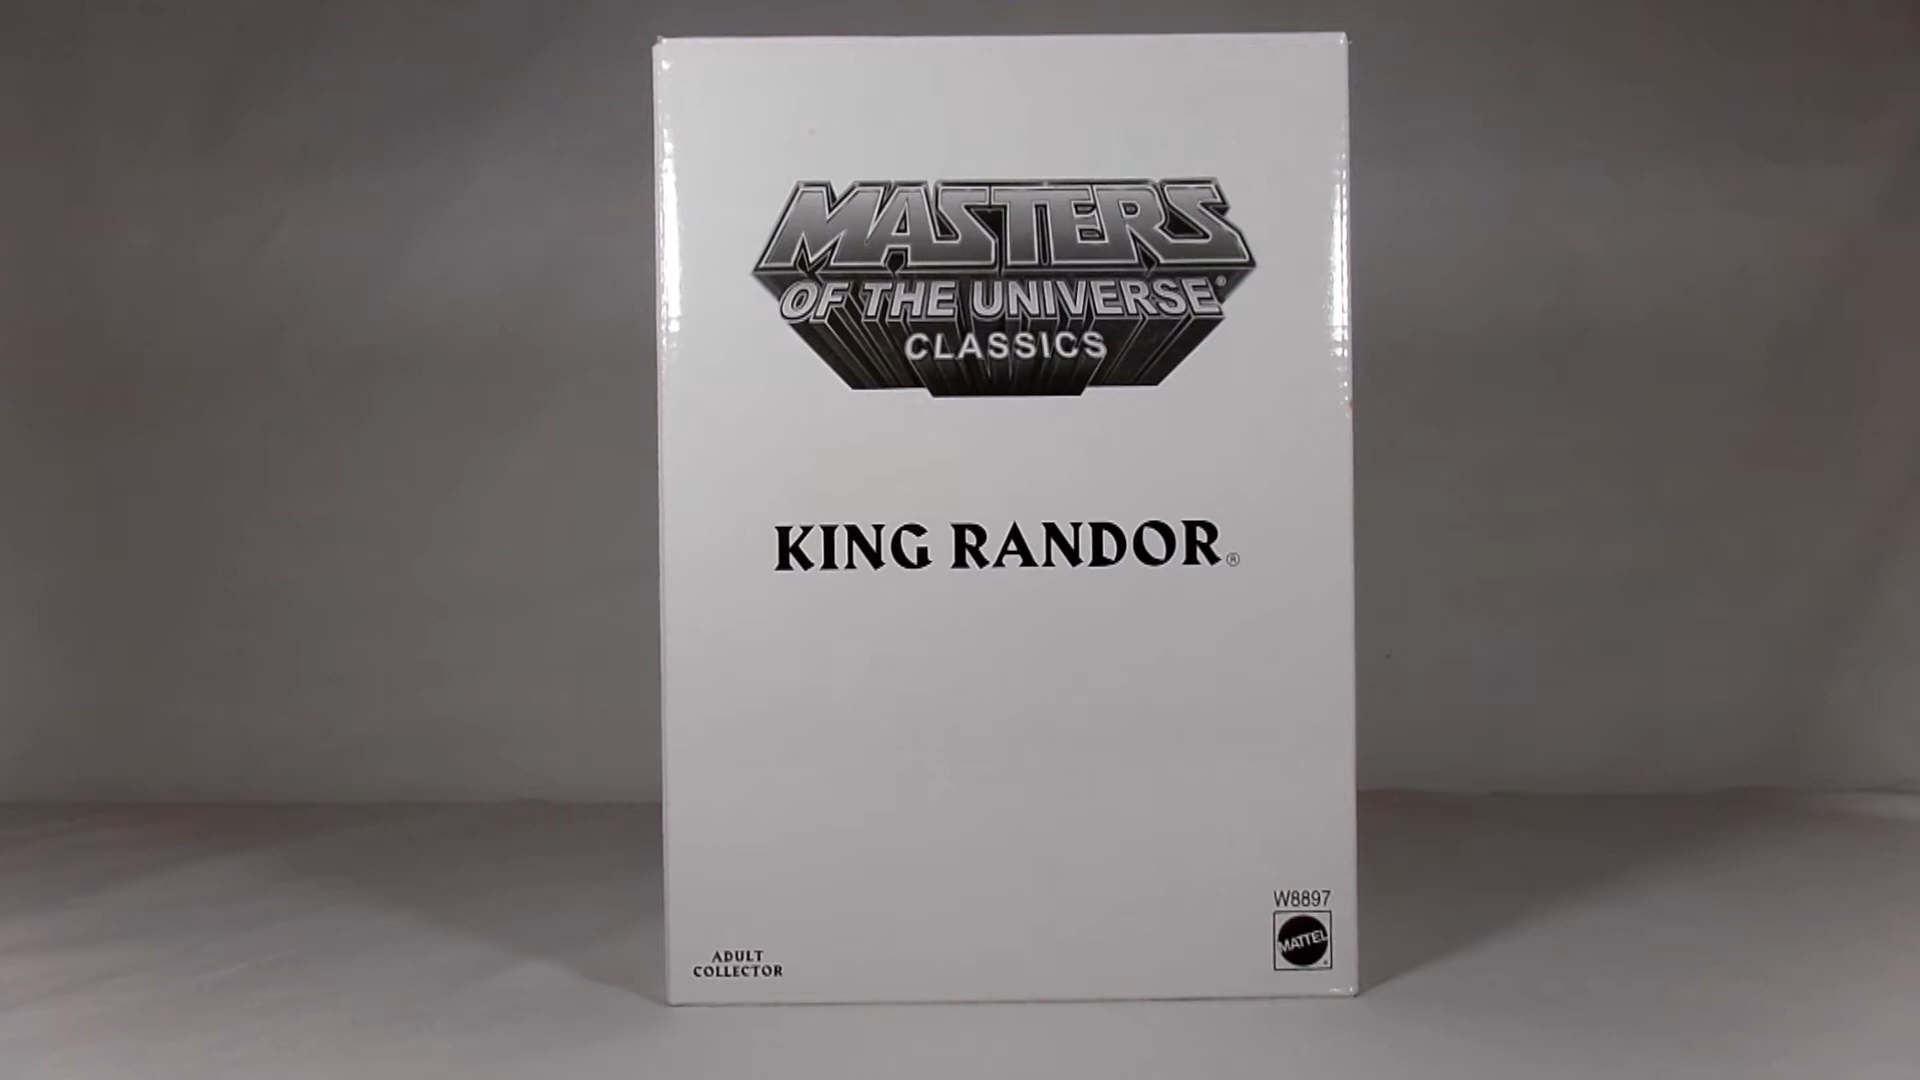 MASTERS
OF THE UNIVERSE®
CLASSICS
KING RANDOR®
W8897
MATTEL
ADULT
COLLECTOR